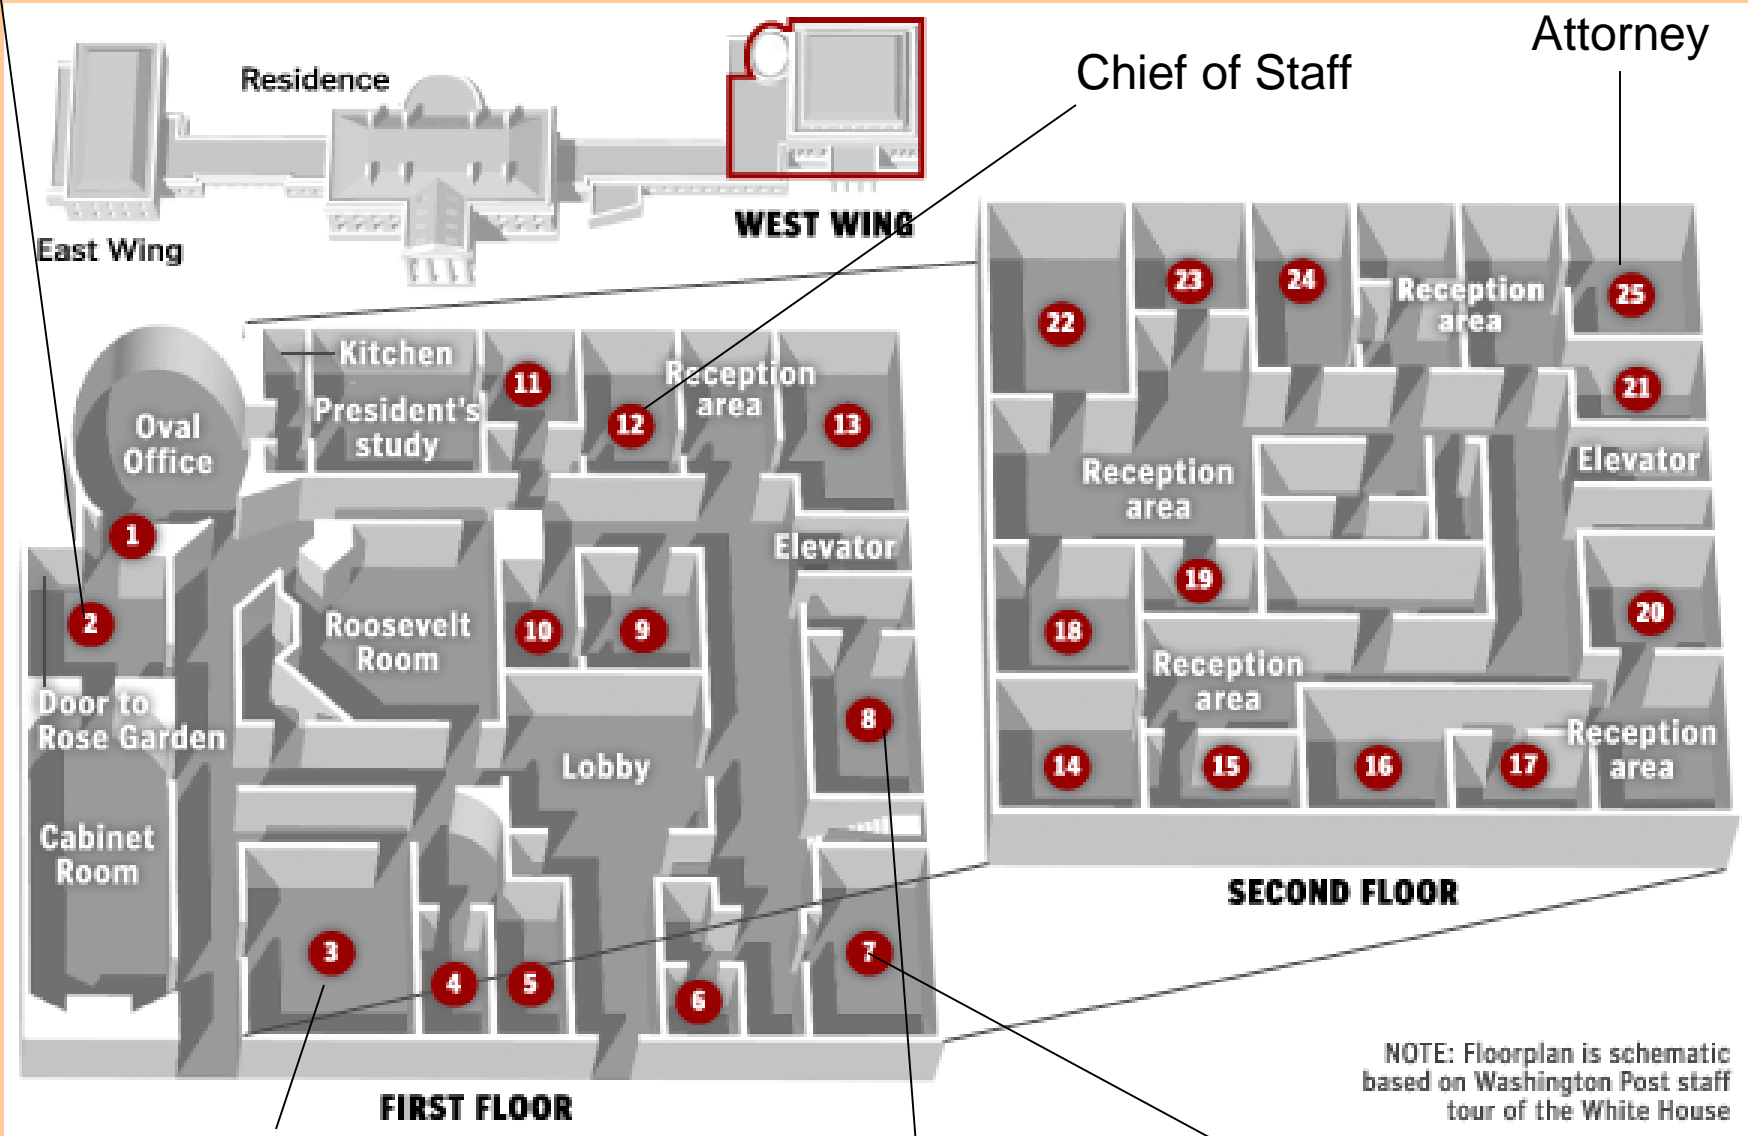 Attorney
Chief of Staff
Residence
WEST WING
East Wing
Kitchen
President's
study
Oval
Office
11
12
Reception
area
13
1
2
Door to
Rose Garden
Roosevelt
Room
10
9
Elevator
8
Lobby
Cabinet
Room
3
4
5
6
7
FIRST FLOOR
22
23
24
Reception
area
25
21
Elevator
Reception
area
18
19
20
Reception
area
14
15
16
17
Reception
area
SECOND FLOOR
NOTE: Floorplan is schematic
based on Washington Post staff
tour of the White House